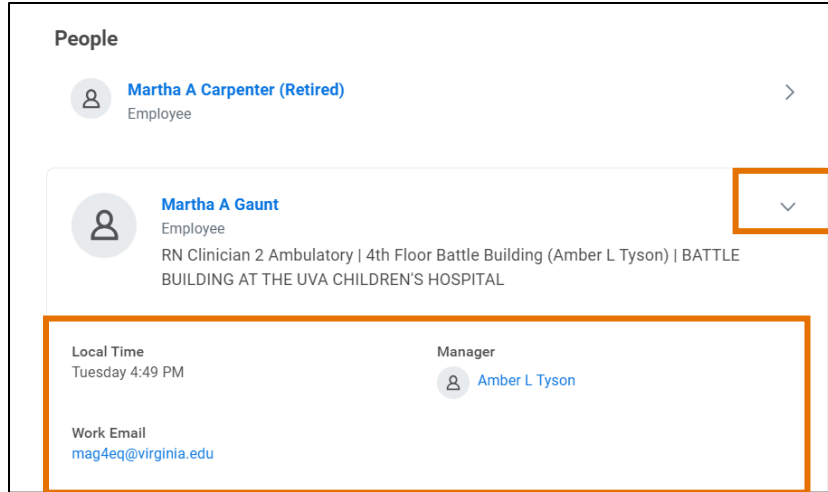 People
Martha A Carpenter (Retired)
Employee
Martha A Gaunt
Employee
RN Clinician 2 Ambulatory | 4th Floor Battle Building (Amber L Tyson) | BATTLE
BUILDING AT THE UVA CHILDREN'S HOSPITAL
Local Time
Tuesday 4:49 PM
Manager
Amber L Tyson
Work Email
mag4eq@virginia.edu